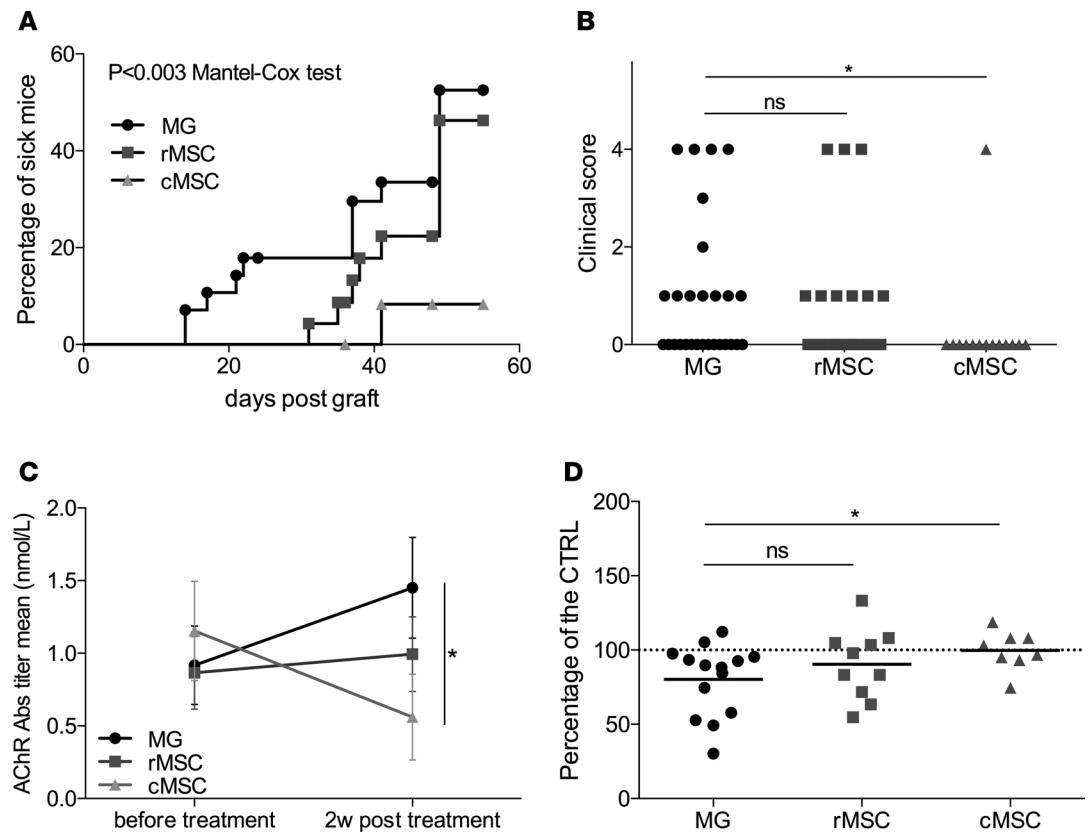 A
P<0.003 Mantel-Cox test
MG
rMSC
cMSC
Percentage of sick mice
60
40
20
0
0 20 40 60
days post graft
B
*
ns
Clinical score
4
2
0
MG rMSC cMSC
C
AChR Abs titer mean (nmol/L)
2.0
1.5
1.0
0.5
0.0
*
MG
rMSC
cMSC
before treatment 2w post treatment
D
*
ns
Percentage of the CTRL
200
150
100
50
0
MG rMSC cMSC